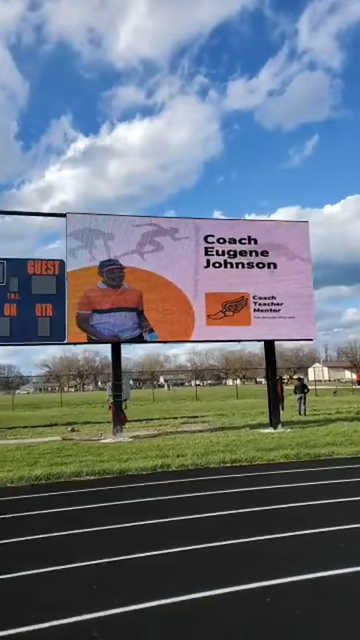 GUEST
T.O.L.
ON
QTR
Coach
Eugene
Johnson
Coach
Teacher
Mentor